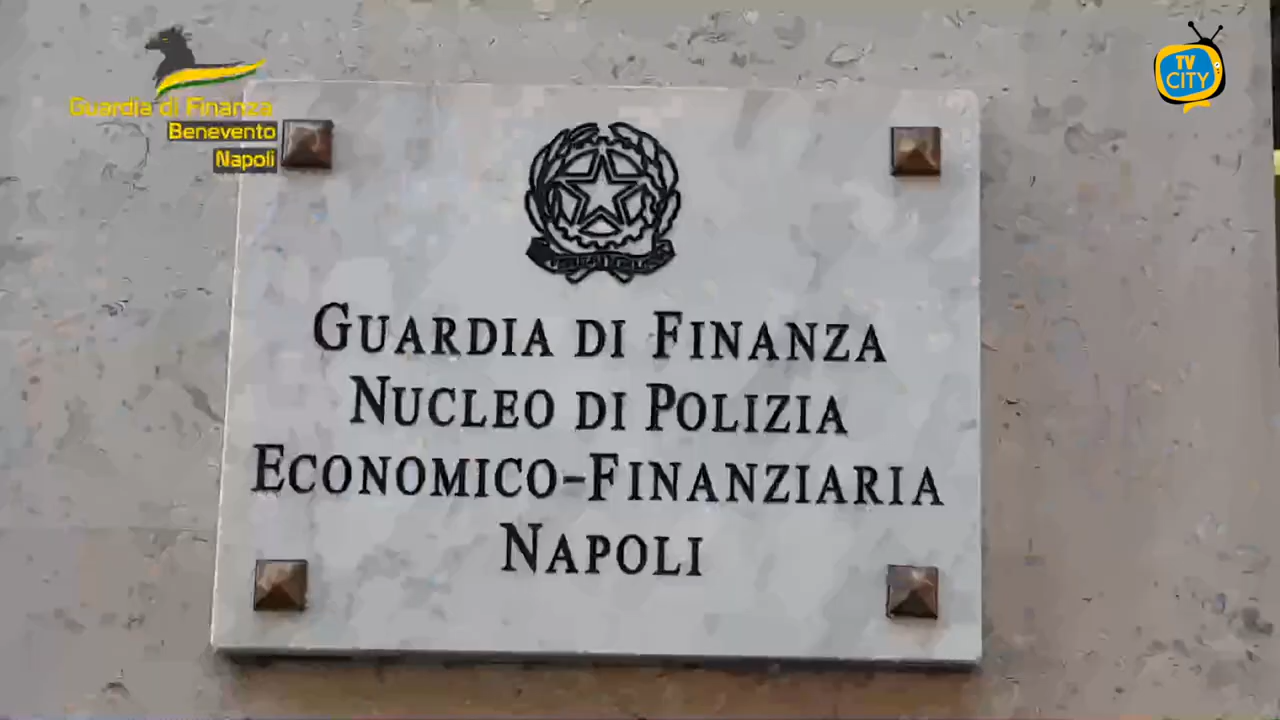 Guardia di Finanza
Benevento
Napoli
TV
CITY
GUARDIA DI FINANZA
NUCLEO DI POLIZIA
ECONOMICO-FINANZIARIA
NAPOLI